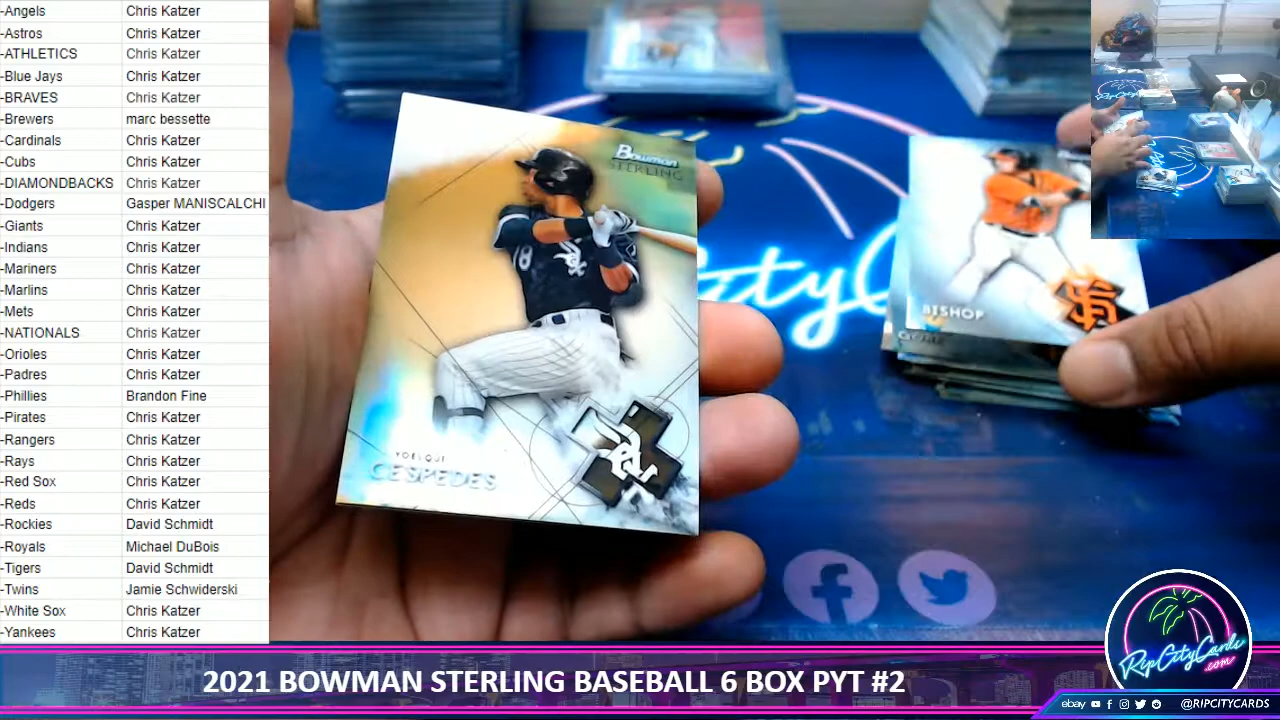 -Angels Chris Katzer
-Astros Chris Katzer
-ATHLETICS Chris Katzer
-Blue Jays Chris Katzer
-BRAVES Chris Katzer
-Brewers marc bessette
-Cardinals Chris Katzer
-Cubs Chris Katzer
-DIAMONDBACKS Chris Katzer
-Dodgers Gasper MANISCALCHI
-Giants Chris Katzer
-Indians Chris Katzer
-Mariners Chris Katzer
-Marlins Chris Katzer
-Mets Chris Katzer
-NATIONALS Chris Katzer
-Orioles Chris Katzer
-Padres Chris Katzer
-Phillies Brandon Fine
-Pirates Chris Katzer
-Rangers Chris Katzer
-Rays Chris Katzer
-Red Sox Chris Katzer
-Reds Chris Katzer
-Rockies David Schmidt
-Royals Michael DuBois
-Tigers David Schmidt
-Twins Jamie Schwiderski
-White Sox Chris Katzer
-Yankees Chris Katzer
Bowman
STERLING
YOELQUI
CESPEDES
BISHOP
SF
RipCityCards
.com
2021 BOWMAN STERLING BASEBALL 6 BOX PYT #2
ebay @RIPCITYCARDS